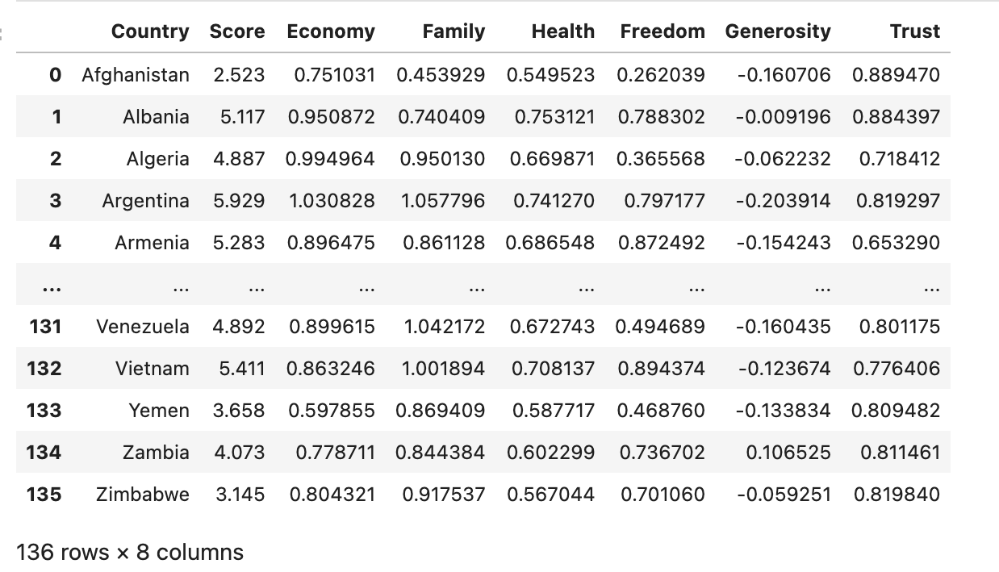 Country Score Economy Family Health Freedom Generosity Trust
0 Afghanistan 2.523 0.751031 0.453929 0.549523 0.262039 -0.160706 0.889470
1 Albania 5.117 0.950872 0.740409 0.753121 0.788302 -0.009196 0.884397
2 Algeria 4.887 0.994964 0.950130 0.669871 0.365568 -0.062232 0.718412
3 Argentina 5.929 1.030828 1.057796 0.741270 0.797177 -0.203914 0.819297
4 Armenia 5.283 0.896475 0.861128 0.686548 0.872492 -0.154243 0.653290
... ... ... ... ... ... ... ... ...
131 Venezuela 4.892 0.899615 1.042172 0.672743 0.494689 -0.160435 0.801175
132 Vietnam 5.411 0.863246 1.001894 0.708137 0.894374 -0.123674 0.776406
133 Yemen 3.658 0.597855 0.869409 0.587717 0.468760 -0.133834 0.809482
134 Zambia 4.073 0.778711 0.844384 0.602299 0.736702 0.106525 0.811461
135 Zimbabwe 3.145 0.804321 0.917537 0.567044 0.701060 -0.059251 0.819840
136 rows × 8 columns